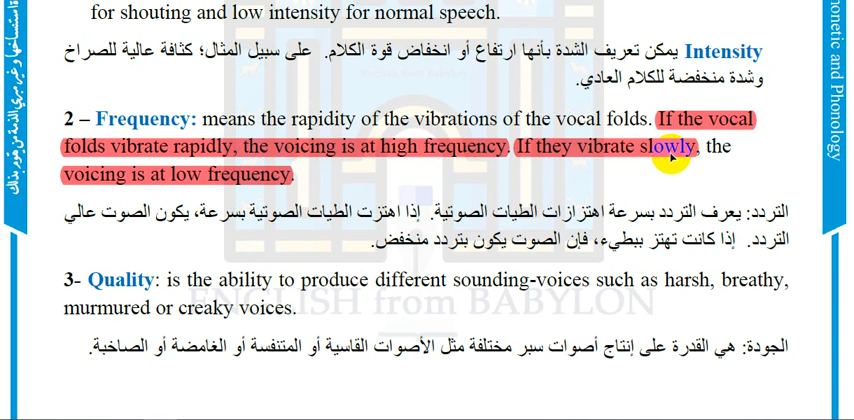 for shouting and low intensity for normal speech.
Intensity يمكن تعريف الشدة بأنها ارتفاع أو انخفاض قوة الكلام. على سبيل المثال؛ كثافة عالية للصراخ
وشدة منخفضة للكلام العادي.
2 – Frequency: means the rapidity of the vibrations of the vocal folds. If the vocal
folds vibrate rapidly, the voicing is at high frequency. If they vibrate slowly, the
voicing is at low frequency.
التردد: يعرف التردد بسرعة اهتزازات الطيات الصوتية. إذا اهتزت الطيات الصوتية بسرعة، يكون الصوت عالي
التردد. إذا كانت تهتز ببطيء، فإن الصوت يكون بتردد منخفض.
3- Quality: is the ability to produce different sounding-voices such as harsh, breathy,
murmured or creaky voices.
ENGLISH from BABYLON
الجودة: هي القدرة على إنتاج أصوات سبر مختلفة مثل الأصوات القاسية أو المتنفسة أو الغامضة أو الصاخبة.
honetic and Phonology